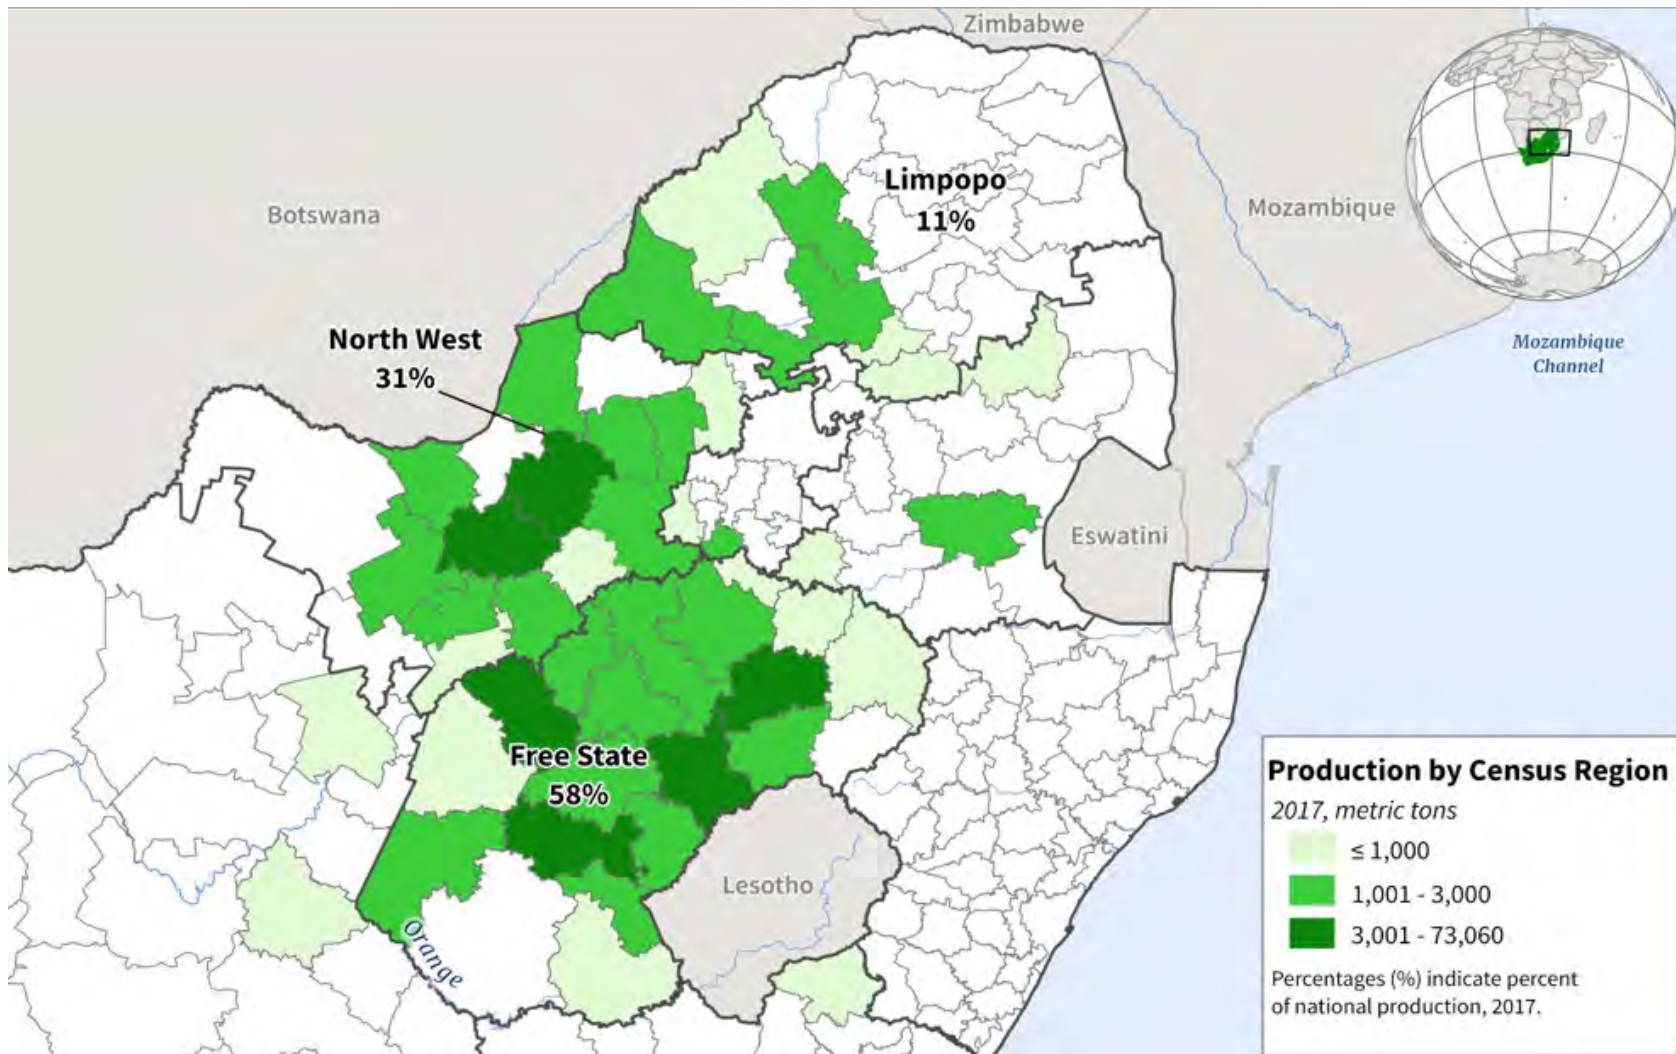 Zimbabwe
Limpopo
11%
Botswana
Mozambique
North West
31%
Mozambique
Channel
Eswatini
Free State
58%
Lesotho
Orange
Production by Census Region
2017, metric tons
≤ 1,000
1,001 - 3,000
3,001 - 73,060
Percentages (%) indicate percent
of national production, 2017.